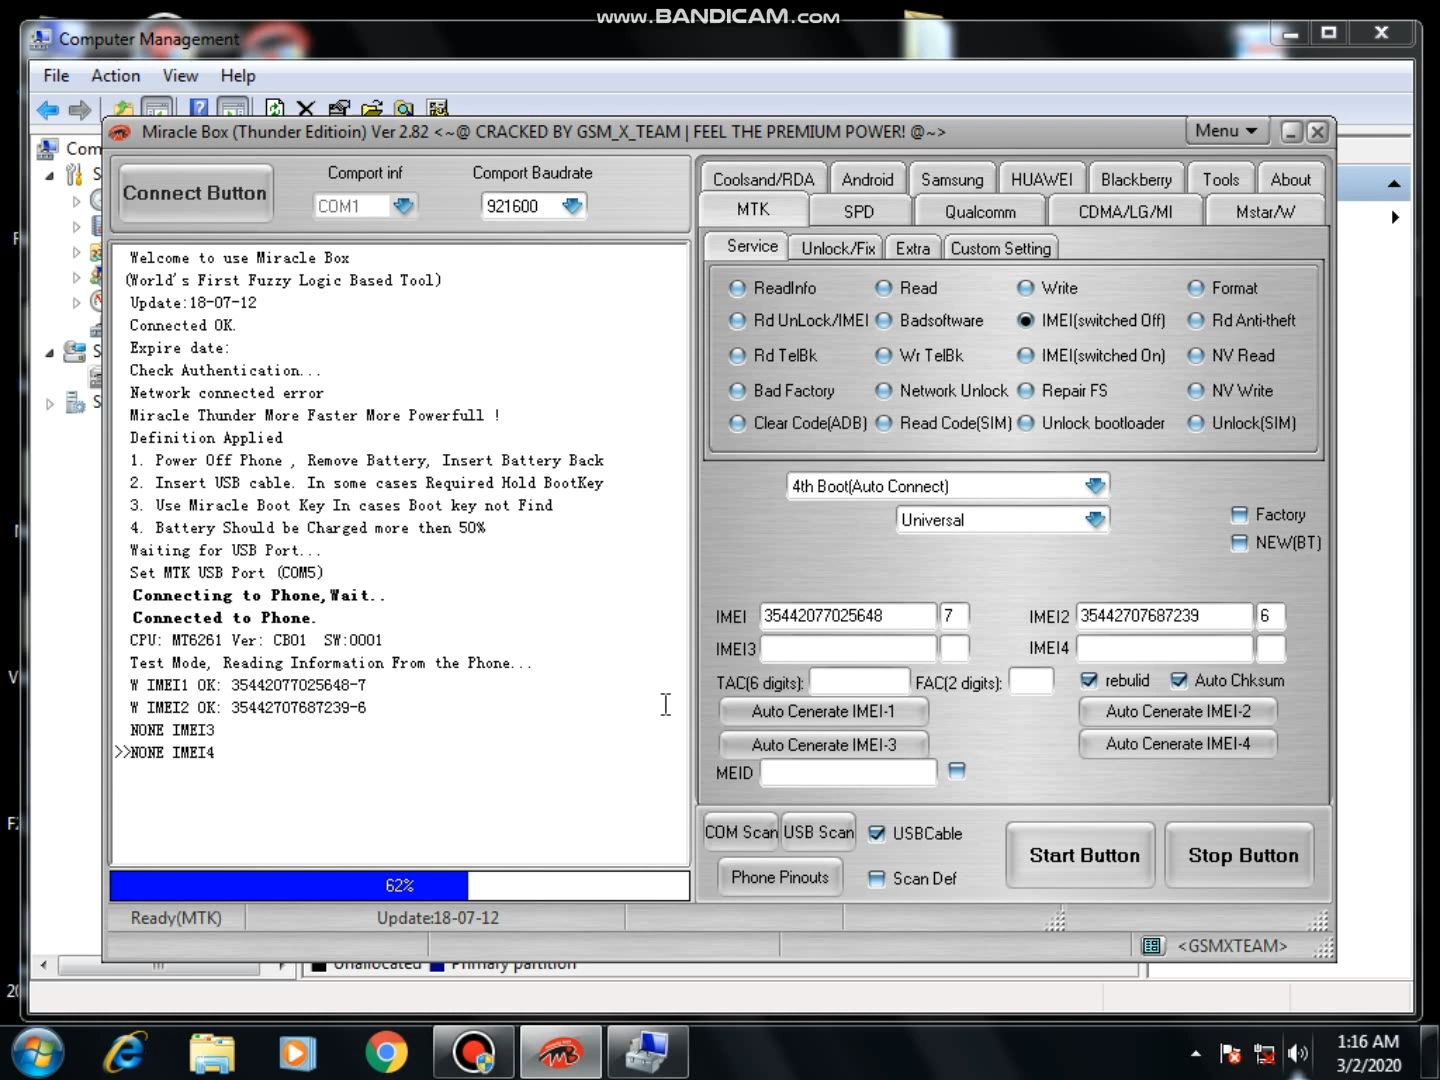 www.BANDICAM.com
Computer Management
File Action View Help
Com
Miracle Box (Thunder Editioin) Ver 2.82 <~@ CRACKED BY GSM_X_TEAM | FEEL THE PREMIUM POWER! @~>
Menu
Connect Button
Comport inf
COM1
Comport Baudrate
921600
Coolsand/RDA Android Samsung HUAWEI Blackberry Tools About
MTK SPD Qualcomm CDMA/LG/MI Mstar/W
Service Unlock/Fix Extra Custom Setting
ReadInfo Read Write Format
Rd UnLock/IMEI Badsoftware IMEI(switched Off) Rd Anti-theft
Rd TelBk Wr TelBk IMEI(switched On) NV Read
Bad Factory Network Unlock Repair FS NV Write
Clear Code(ADB) Read Code(SIM) Unlock bootloader Unlock(SIM)
4th Boot(Auto Connect)
Universal
Factory
NEW(BT)
IMEI 35442077025648 7 IMEI2 35442707687239 6
IMEI3 IMEI4
TAC(6 digits): FAC(2 digits): rebulid Auto Chksum
Auto Cenerate IMEI-1 Auto Cenerate IMEI-2
Auto Cenerate IMEI-3 Auto Cenerate IMEI-4
MEID
COM Scan USB Scan USBCable
Phone Pinouts Scan Def
Start Button Stop Button
Welcome to use Miracle Box
(World's First Fuzzy Logic Based Tool)
Update:18-07-12
Connected OK.
Expire date:
Check Authentication...
Network connected error
Miracle Thunder More Faster More Powerfull !
Definition Applied
1. Power Off Phone , Remove Battery, Insert Battery Back
2. Insert USB cable. In some cases Required Hold BootKey
3. Use Miracle Boot Key In cases Boot key not Find
4. Battery Should be Charged more then 50%
Waiting for USB Port...
Set MTK USB Port (COM5)
Connecting to Phone,Wait..
Connected to Phone.
CPU: MT6261 Ver: CB01 SW:0001
Test Mode, Reading Information From the Phone...
W IMEI1 OK: 35442077025648-7
W IMEI2 OK: 35442707687239-6
NONE IMEI3
>>NONE IMEI4
62%
Ready(MTK) Update:18-07-12
<GSMXTEAM>
Unallocated Primary partition
1:16 AM
3/2/2020